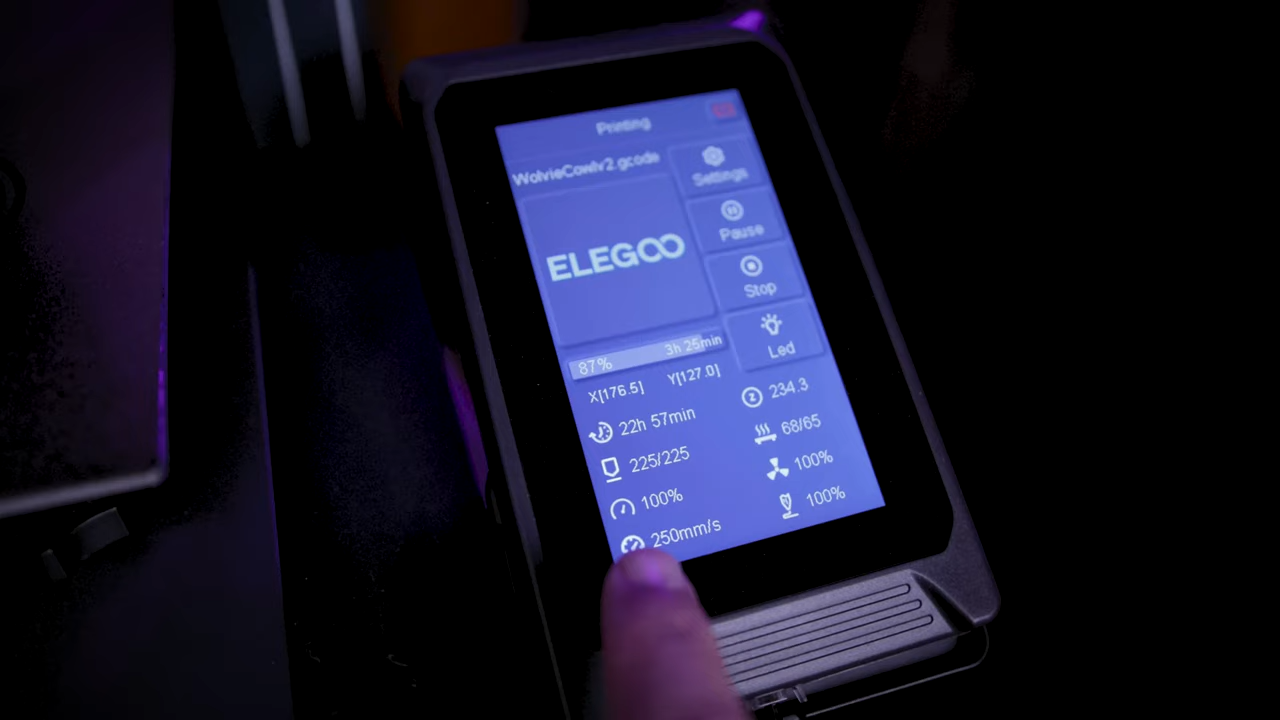 Printing
WolvieCowlv2.gcode
Settings
Pause
ELEGOO
Stop
Led
87% 3h 25min
X[176.5] Y[127.0]
22h 57min
Z 234.3
225/225
68/65
100%
100%
250mm/s
100%